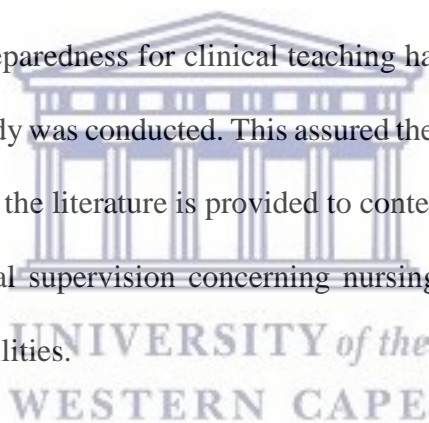 eparedness for clinical teaching ha
dy was conducted. This assured the
the literature is provided to conte
al supervision concerning nursing
UNIVERSITY of the
lities.
WESTERN CAPE